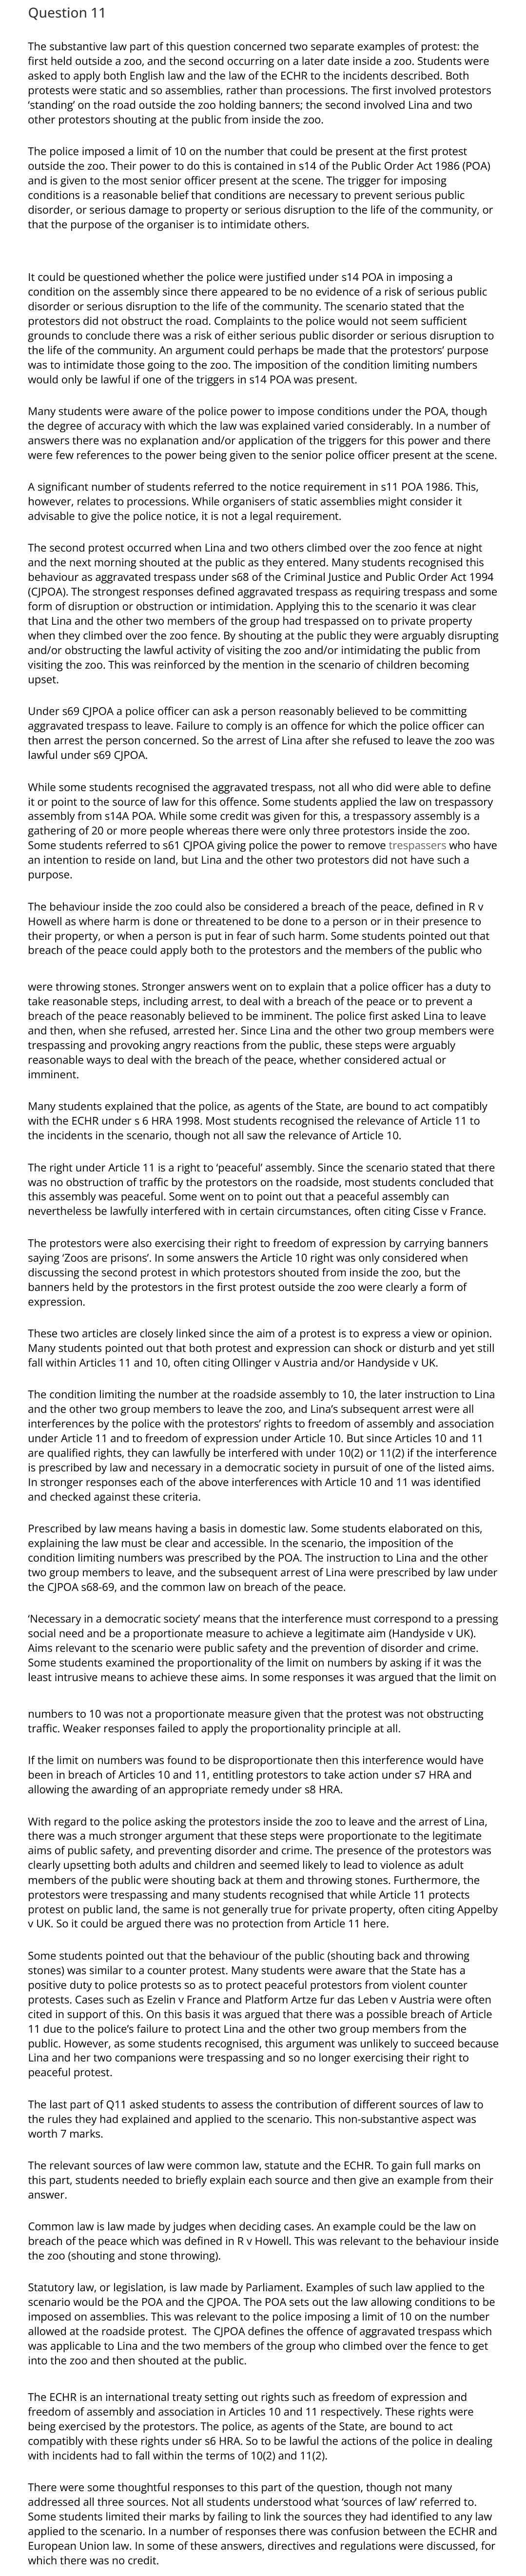 Question 11
The substantive law part of this question concerned two separate examples of protest: the
first held outside a zoo, and the second occurring on a later date inside a zoo. Students were
asked to apply both English law and the law of the ECHR to the incidents described. Both
protests were static and so assemblies, rather than processions. The first involved protestors
‘standing’ on the road outside the zoo holding banners; the second involved Lina and two
other protestors shouting at the public from inside the zoo.
The police imposed a limit of 10 on the number that could be present at the first protest
outside the zoo. Their power to do this is contained in s14 of the Public Order Act 1986 (POA)
and is given to the most senior officer present at the scene. The trigger for imposing
conditions is a reasonable belief that conditions are necessary to prevent serious public
disorder, or serious damage to property or serious disruption to the life of the community, or
that the purpose of the organiser is to intimidate others.
It could be questioned whether the police were justified under s14 POA in imposing a
condition on the assembly since there appeared to be no evidence of a risk of serious public
disorder or serious disruption to the life of the community. The scenario stated that the
protestors did not obstruct the road. Complaints to the police would not seem sufficient
grounds to conclude there was a risk of either serious public disorder or serious disruption to
the life of the community. An argument could perhaps be made that the protestors’ purpose
was to intimidate those going to the zoo. The imposition of the condition limiting numbers
would only be lawful if one of the triggers in s14 POA was present.
Many students were aware of the police power to impose conditions under the POA, though
the degree of accuracy with which the law was explained varied considerably. In a number of
answers there was no explanation and/or application of the triggers for this power and there
were few references to the power being given to the senior police officer present at the scene.
A significant number of students referred to the notice requirement in s11 POA 1986. This,
however, relates to processions. While organisers of static assemblies might consider it
advisable to give the police notice, it is not a legal requirement.
The second protest occurred when Lina and two others climbed over the zoo fence at night
and the next morning shouted at the public as they entered. Many students recognised this
behaviour as aggravated trespass under s68 of the Criminal Justice and Public Order Act 1994
(CJPOA). The strongest responses defined aggravated trespass as requiring trespass and some
form of disruption or obstruction or intimidation. Applying this to the scenario it was clear
that Lina and the other two members of the group had trespassed on to private property
when they climbed over the zoo fence. By shouting at the public they were arguably disrupting
and/or obstructing the lawful activity of visiting the zoo and/or intimidating the public from
visiting the zoo. This was reinforced by the mention in the scenario of children becoming
upset.
Under s69 CJPOA a police officer can ask a person reasonably believed to be committing
aggravated trespass to leave. Failure to comply is an offence for which the police officer can
then arrest the person concerned. So the arrest of Lina after she refused to leave the zoo was
lawful under s69 CJPOA.
While some students recognised the aggravated trespass, not all who did were able to define
it or point to the source of law for this offence. Some students applied the law on trespassory
assembly from s14A POA. While some credit was given for this, a trespassory assembly is a
gathering of 20 or more people whereas there were only three protestors inside the zoo.
Some students referred to s61 CJPOA giving police the power to remove trespassers who have
an intention to reside on land, but Lina and the other two protestors did not have such a
purpose.
The behaviour inside the zoo could also be considered a breach of the peace, defined in R v
Howell as where harm is done or threatened to be done to a person or in their presence to
their property, or when a person is put in fear of such harm. Some students pointed out that
breach of the peace could apply both to the protestors and the members of the public who
were throwing stones. Stronger answers went on to explain that a police officer has a duty to
take reasonable steps, including arrest, to deal with a breach of the peace or to prevent a
breach of the peace reasonably believed to be imminent. The police first asked Lina to leave
and then, when she refused, arrested her. Since Lina and the other two group members were
trespassing and provoking angry reactions from the public, these steps were arguably
reasonable ways to deal with the breach of the peace, whether considered actual or
imminent.
Many students explained that the police, as agents of the State, are bound to act compatibly
with the ECHR under s 6 HRA 1998. Most students recognised the relevance of Article 11 to
the incidents in the scenario, though not all saw the relevance of Article 10.
The right under Article 11 is a right to ‘peaceful’ assembly. Since the scenario stated that there
was no obstruction of traffic by the protestors on the roadside, most students concluded that
this assembly was peaceful. Some went on to point out that a peaceful assembly can
nevertheless be lawfully interfered with in certain circumstances, often citing Cisse v France.
The protestors were also exercising their right to freedom of expression by carrying banners
saying ‘Zoos are prisons’. In some answers the Article 10 right was only considered when
discussing the second protest in which protestors shouted from inside the zoo, but the
banners held by the protestors in the first protest outside the zoo were clearly a form of
expression.
These two articles are closely linked since the aim of a protest is to express a view or opinion.
Many students pointed out that both protest and expression can shock or disturb and yet still
fall within Articles 11 and 10, often citing Ollinger v Austria and/or Handyside v UK.
The condition limiting the number at the roadside assembly to 10, the later instruction to Lina
and the other two group members to leave the zoo, and Lina’s subsequent arrest were all
interferences by the police with the protestors’ rights to freedom of assembly and association
under Article 11 and to freedom of expression under Article 10. But since Articles 10 and 11
are qualified rights, they can lawfully be interfered with under 10(2) or 11(2) if the interference
is prescribed by law and necessary in a democratic society in pursuit of one of the listed aims.
In stronger responses each of the above interferences with Article 10 and 11 was identified
and checked against these criteria.
Prescribed by law means having a basis in domestic law. Some students elaborated on this,
explaining the law must be clear and accessible. In the scenario, the imposition of the
condition limiting numbers was prescribed by the POA. The instruction to Lina and the other
two group members to leave, and the subsequent arrest of Lina were prescribed by law under
the CJPOA s68-69, and the common law on breach of the peace.
‘Necessary in a democratic society’ means that the interference must correspond to a pressing
social need and be a proportionate measure to achieve a legitimate aim (Handyside v UK).
Aims relevant to the scenario were public safety and the prevention of disorder and crime.
Some students examined the proportionality of the limit on numbers by asking if it was the
least intrusive means to achieve these aims. In some responses it was argued that the limit on
numbers to 10 was not a proportionate measure given that the protest was not obstructing
traffic. Weaker responses failed to apply the proportionality principle at all.
If the limit on numbers was found to be disproportionate then this interference would have
been in breach of Articles 10 and 11, entitling protestors to take action under s7 HRA and
allowing the awarding of an appropriate remedy under s8 HRA.
With regard to the police asking the protestors inside the zoo to leave and the arrest of Lina,
there was a much stronger argument that these steps were proportionate to the legitimate
aims of public safety, and preventing disorder and crime. The presence of the protestors was
clearly upsetting both adults and children and seemed likely to lead to violence as adult
members of the public were shouting back at them and throwing stones. Furthermore, the
protestors were trespassing and many students recognised that while Article 11 protects
protest on public land, the same is not generally true for private property, often citing Appelby
v UK. So it could be argued there was no protection from Article 11 here.
Some students pointed out that the behaviour of the public (shouting back and throwing
stones) was similar to a counter protest. Many students were aware that the State has a
positive duty to police protests so as to protect peaceful protestors from violent counter
protests. Cases such as Ezelin v France and Platform Artze fur das Leben v Austria were often
cited in support of this. On this basis it was argued that there was a possible breach of Article
11 due to the police’s failure to protect Lina and the other two group members from the
public. However, as some students recognised, this argument was unlikely to succeed because
Lina and her two companions were trespassing and so no longer exercising their right to
peaceful protest.
The last part of Q11 asked students to assess the contribution of different sources of law to
the rules they had explained and applied to the scenario. This non-substantive aspect was
worth 7 marks.
The relevant sources of law were common law, statute and the ECHR. To gain full marks on
this part, students needed to briefly explain each source and then give an example from their
answer.
Common law is law made by judges when deciding cases. An example could be the law on
breach of the peace which was defined in R v Howell. This was relevant to the behaviour inside
the zoo (shouting and stone throwing).
Statutory law, or legislation, is law made by Parliament. Examples of such law applied to the
scenario would be the POA and the CJPOA. The POA sets out the law allowing conditions to be
imposed on assemblies. This was relevant to the police imposing a limit of 10 on the number
allowed at the roadside protest. The CJPOA defines the offence of aggravated trespass which
was applicable to Lina and the two members of the group who climbed over the fence to get
into the zoo and then shouted at the public.
The ECHR is an international treaty setting out rights such as freedom of expression and
freedom of assembly and association in Articles 10 and 11 respectively. These rights were
being exercised by the protestors. The police, as agents of the State, are bound to act
compatibly with these rights under s6 HRA. So to be lawful the actions of the police in dealing
with incidents had to fall within the terms of 10(2) and 11(2).
There were some thoughtful responses to this part of the question, though not many
addressed all three sources. Not all students understood what ‘sources of law’ referred to.
Some students limited their marks by failing to link the sources they had identified to any law
applied to the scenario. In a number of responses there was confusion between the ECHR and
European Union law. In some of these answers, directives and regulations were discussed, for
which there was no credit.